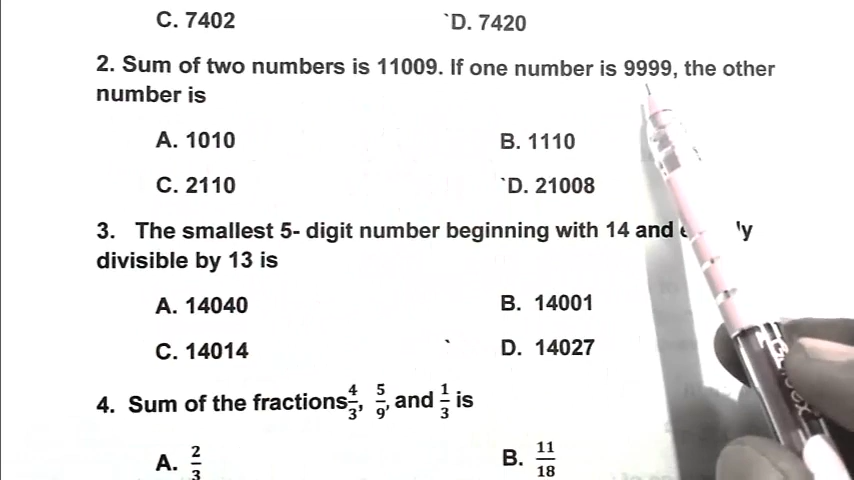 C. 7402 `D. 7420
2. Sum of two numbers is 11009. If one number is 9999, the other
number is
A. 1010 B. 1110
C. 2110 `D. 21008
3. The smallest 5- digit number beginning with 14 and
divisible by 13 is
A. 14040 B. 14001
C. 14014 ` D. 14027
4. Sum of the fractions 4/3, 5/9, and 1/3 is
A. 2/3 B. 11/18